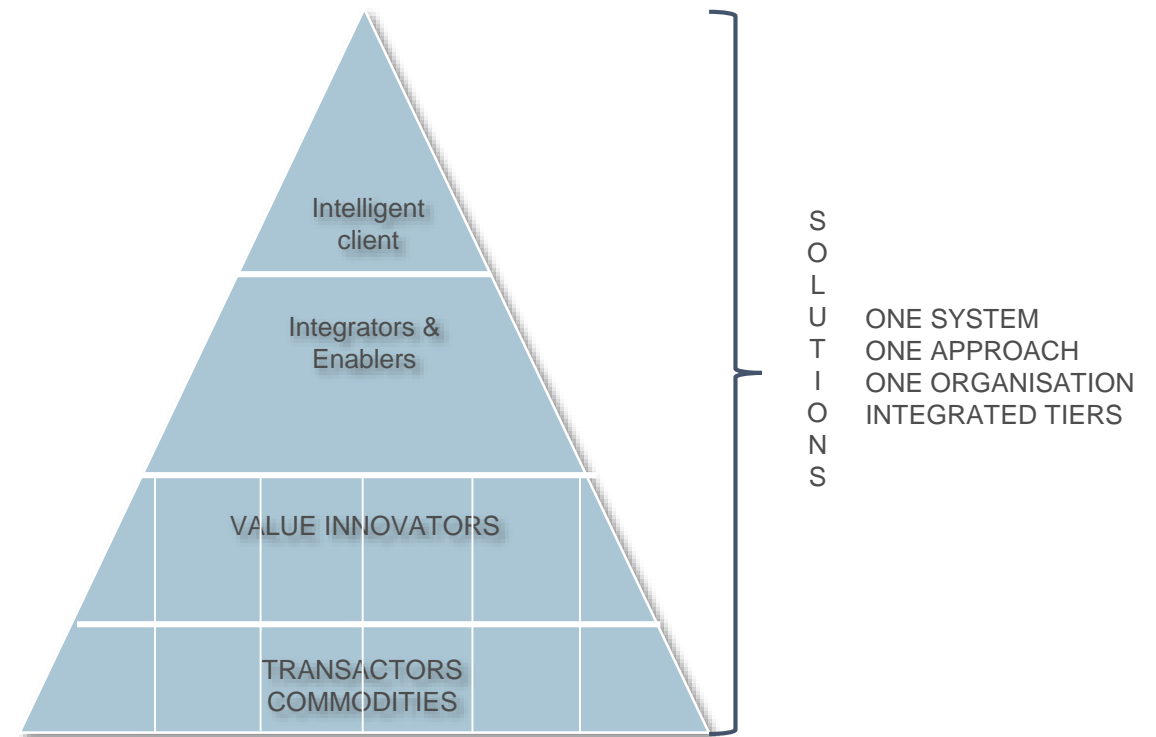 Intelligent
client
Integrators &
Enablers
VALUE INNOVATORS
TRANSACTORS
COMMODITIES
S
O
L
U
T
I
O
N
S
ONE SYSTEM
ONE APPROACH
ONE ORGANISATION
INTEGRATED TIERS